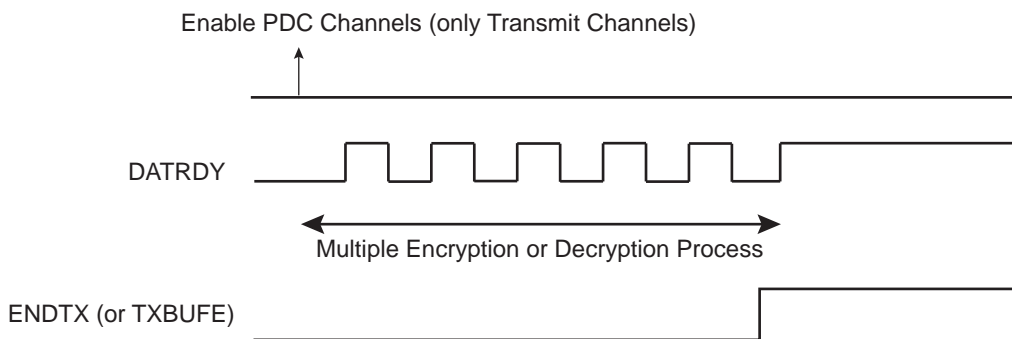 Enable PDC Channels (only Transmit Channels)
DATRDY
Multiple Encryption or Decryption Process
ENDTX (or TXBUFE)